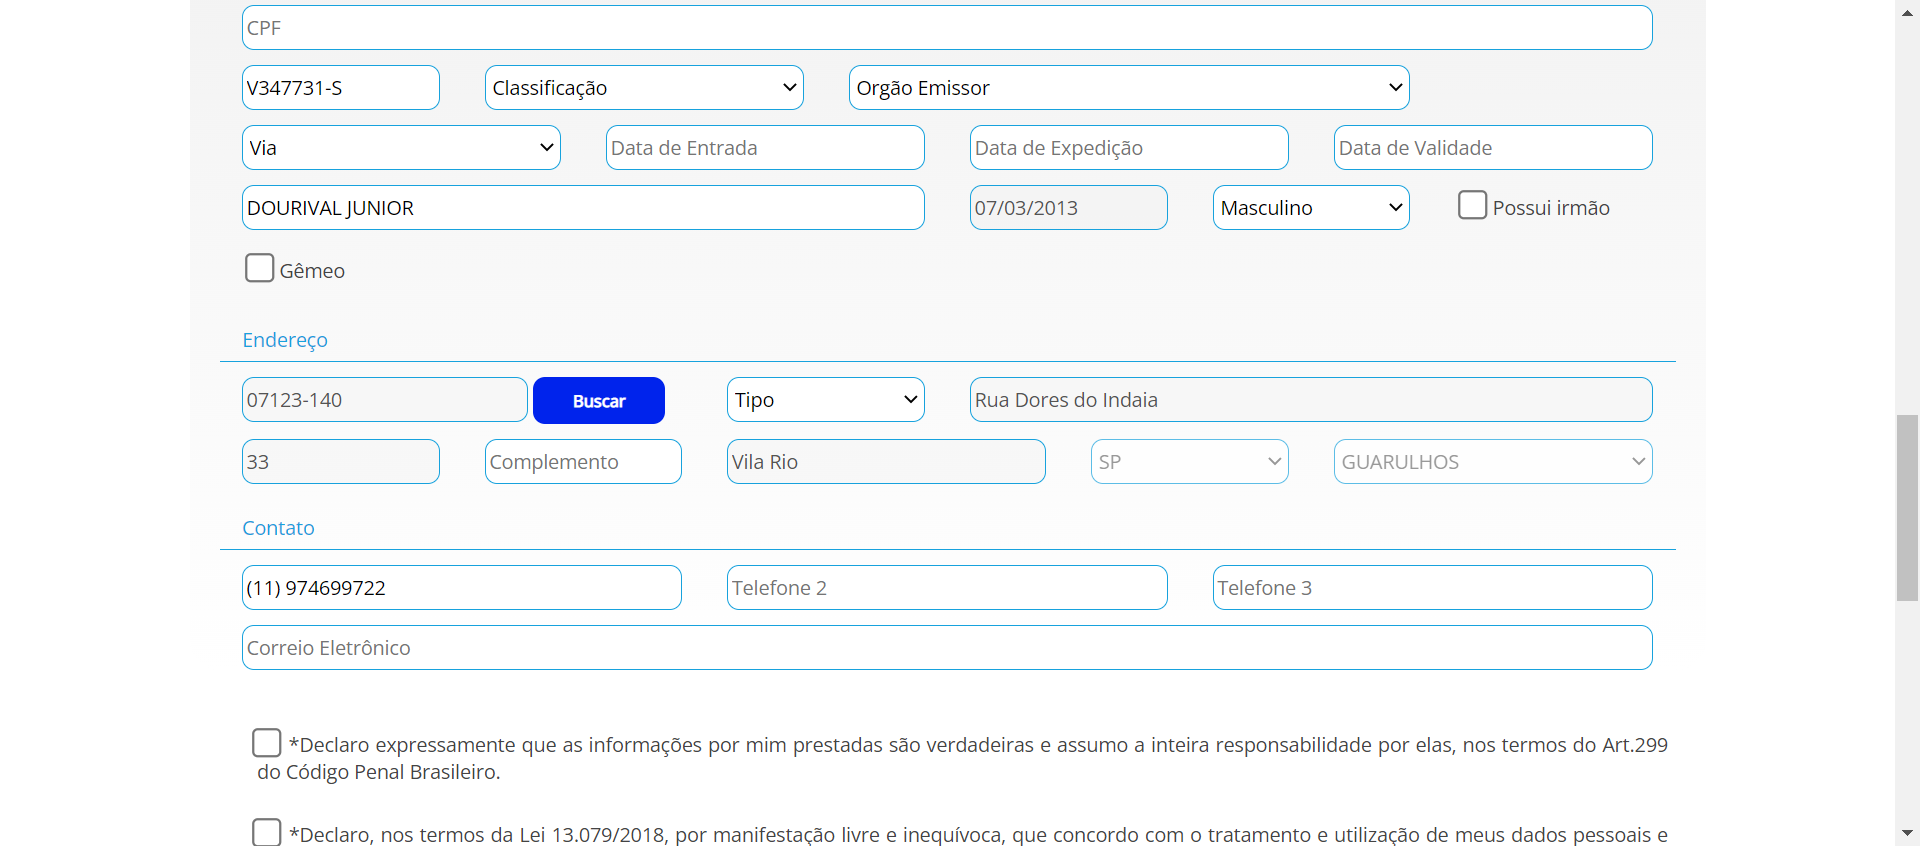 CPF
V347731-S Classificação Orgão Emissor
Via Data de Entrada Data de Expedição Data de Validade
DOURIVAL JUNIOR 07/03/2013 Masculino Possui irmão
Gêmeo
Endereço
07123-140 Buscar Tipo Rua Dores do Indaia
33 Complemento Vila Rio SP GUARULHOS
Contato
(11) 974699722 Telefone 2 Telefone 3
Correio Eletrônico
*Declaro expressamente que as informações por mim prestadas são verdadeiras e assumo a inteira responsabilidade por elas, nos termos do Art.299
do Código Penal Brasileiro.
*Declaro, nos termos da Lei 13.079/2018, por manifestação livre e inequívoca, que concordo com o tratamento e utilização de meus dados pessoais e